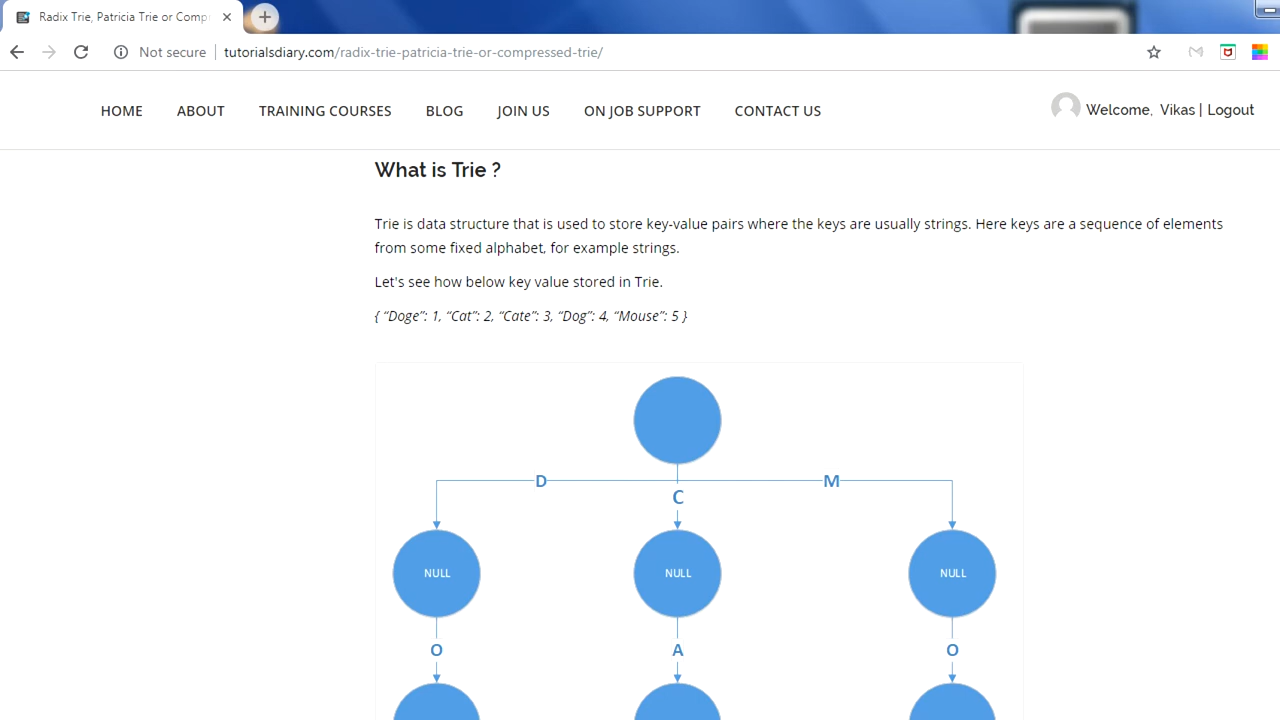 Radix Trie, Patricia Trie or Comp
Not secure
tutorialsdiary.com/radix-trie-patricia-trie-or-compressed-trie/
HOME ABOUT TRAINING COURSES BLOG JOIN US ON JOB SUPPORT CONTACT US Welcome, Vikas | Logout
What is Trie ?
Trie is data structure that is used to store key-value pairs where the keys are usually strings. Here keys are a sequence of elements
from some fixed alphabet, for example strings.
Let's see how below key value stored in Trie.
{ “Doge”: 1, “Cat”: 2, “Cate”: 3, “Dog”: 4, “Mouse”: 5 }
D C M
NULL NULL NULL
O A O